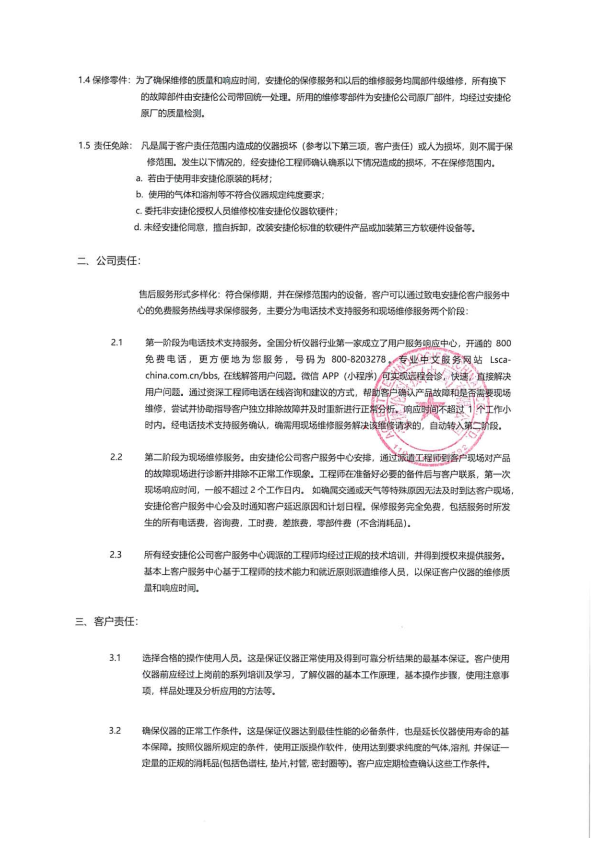 1.4 保修零件：为了确保维修的质量和响应时间，安捷伦的保修服务和以后的维修服务均属部件级维修，所有换下
的故障部件由安捷伦公司带回统一处理。所用的维修零部件为安捷伦公司原厂部件，均经过安捷伦
原厂的质量检测。
1.5 责任免除： 凡是属于客户责任范围内造成的仪器损坏（参考以下第三项，客户责任）或人为损坏，则不属于保
修范围。发生以下情况的，经安捷伦工程师确认确系以下情况造成的损坏，不在保修范围内。
a. 若由于使用非安捷伦原装的耗材；
b. 使用的气体和溶剂等不符合仪器规定纯度要求；
c. 委托非安捷伦授权人员维修校准安捷伦仪器软硬件；
d. 未经安捷伦同意，擅自拆卸，改装安捷伦标准的软硬件产品或加装第三方软硬件设备等。
二、公司责任：
售后服务形式多样化：符合保修期，并在保修范围内的设备，客户可以通过致电安捷伦客户服务中
心的免费服务热线寻求保修服务，主要分为电话技术支持服务和现场维修服务两个阶段：
2.1 第一阶段为电话技术支持服务。全国分析仪器行业第一家成立了用户服务响应中心，开通的 800
免费电话，更方便地为您服务，号码为 800-8203278。专业中文服务网站 Lsca-
china.com.cn/bbs, 在线解答用户问题。微信 APP（小程序）可实现远程会诊，快速，直接解决
用户问题。通过资深工程师电话在线咨询和建议的方式，帮助客户确认产品故障和是否需要现场
维修，尝试并协助指导客户独立排除故障并及时重新进行正常分析。响应时间不超过 1 个工作小
时内。经电话技术支持服务确认，确需用现场维修服务解决该维修请求的，自动转入第二阶段。
2.2 第二阶段为现场维修服务。由安捷伦公司客户服务中心安排，通过派遣工程师到客户现场对产品
的故障现场进行诊断并排除不正常工作现象。工程师在准备好必要的备件后与客户联系，第一次
现场响应时间，一般不超过 2 个工作日内。 如确属交通或天气等特殊原因无法及时到达客户现场，
安捷伦客户服务中心会及时通知客户延迟原因和计划日程。保修服务完全免费，包括服务时所发
生的所有电话费，咨询费，工时费，差旅费，零部件费（不含消耗品）。
2.3 所有经安捷伦公司客户服务中心调派的工程师均经过正规的技术培训，并得到授权来提供服务。
基本上客户服务中心基于工程师的技术能力和就近原则派遣维修人员，以保证客户仪器的维修质
量和响应时间。
三、客户责任：
3.1 选择合格的操作使用人员。这是保证仪器正常使用及得到可靠分析结果的最基本保证。客户使用
仪器前应经过上岗前的系列培训及学习，了解仪器的基本工作原理，基本操作步骤，使用注意事
项，样品处理及分析应用的方法等。
3.2 确保仪器的正常工作条件。这是保证仪器达到最佳性能的必备条件，也是延长仪器使用寿命的基
本保障。按照仪器所规定的条件，使用正版操作软件，使用达到要求纯度的气体,溶剂, 并保证一
定量的正规的消耗品(包括色谱柱, 垫片,衬管, 密封圈等)。客户应定期检查确认这些工作条件。